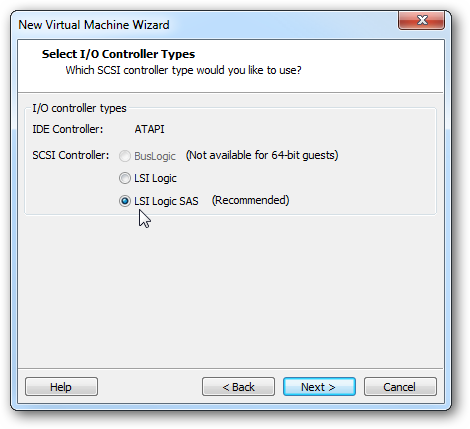 New Virtual Machine Wizard
Select I/O Controller Types
Which SCSI controller type would you like to use?
I/O controller types
IDE Controller: ATAPI
SCSI Controller: BusLogic (Not available for 64-bit guests)
LSI Logic
LSI Logic SAS (Recommended)
Help < Back Next > Cancel